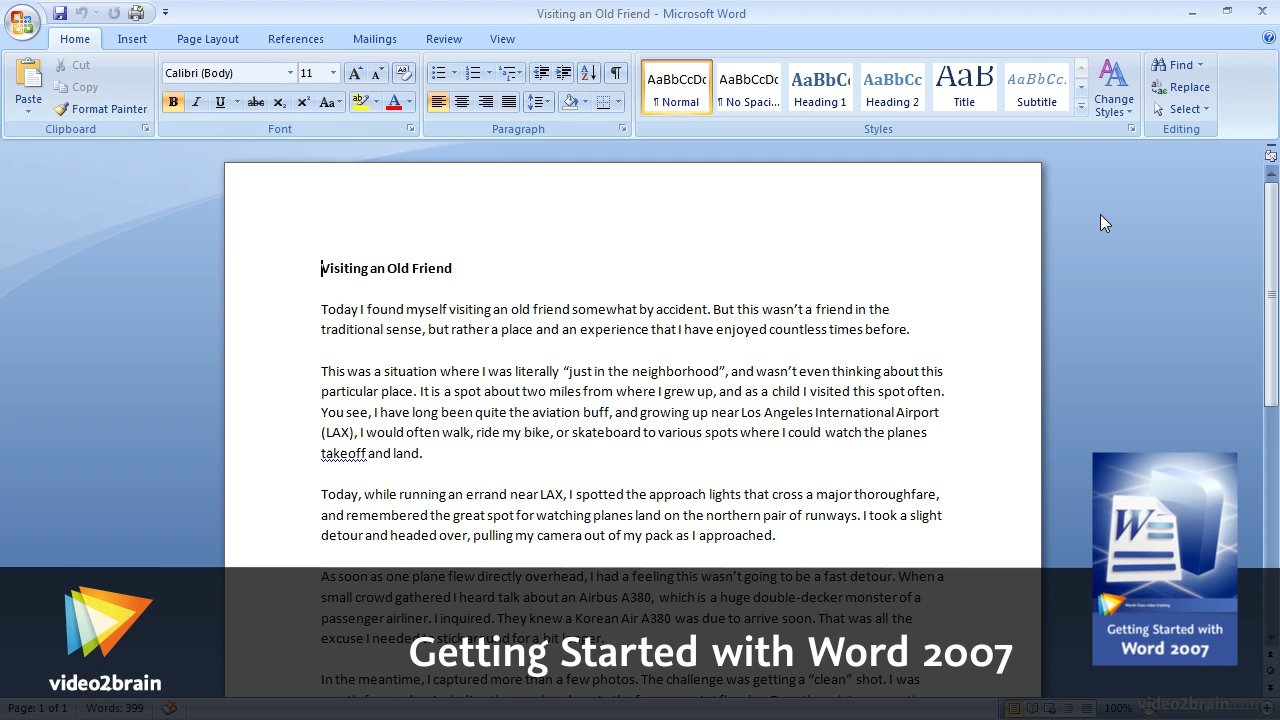 Visiting an Old Friend - Microsoft Word
Home Insert Page Layout References Mailings Review View
Paste
Cut
Copy
Format Painter
Clipboard
Calibri (Body) 11
B I U abc X₂ X² Aa
Font
Paragraph
AaBbCcDc AaBbCcDc AaBbC AaBbCc AaB AaBbCc.
¶ Normal ¶ No Spaci... Heading 1 Heading 2 Title Subtitle
Change
Styles
Styles
Find
Replace
Select
Editing
Visiting an Old Friend
Today I found myself visiting an old friend somewhat by accident. But this wasn’t a friend in the
traditional sense, but rather a place and an experience that I have enjoyed countless times before.
This was a situation where I was literally “just in the neighborhood”, and wasn’t even thinking about this
particular place. It is a spot about two miles from where I grew up, and as a child I visited this spot often.
You see, I have long been quite the aviation buff, and growing up near Los Angeles International Airport
(LAX), I would often walk, ride my bike, or skateboard to various spots where I could watch the planes
takeoff and land.
Today, while running an errand near LAX, I spotted the approach lights that cross a major thoroughfare,
and remembered the great spot for watching planes land on the northern pair of runways. I took a slight
detour and headed over, pulling my camera out of my pack as I approached.
As soon as one plane flew directly overhead, I had a feeling this wasn’t going to be a fast detour. When a
small crowd gathered I heard talk about an Airbus A380, which is a huge double-decker monster of a
passenger airliner. I inquired. They knew a Korean Air A380 was due to arrive soon. That was all the
excuse I needed to stick around for a bit longer.
In the meantime, I captured more than a few photos. The challenge was getting a “clean” shot. I was
Getting Started with Word 2007
video2brain
W
Getting Started with
Word 2007
Page: 1 of 1 Words: 399
100%
video2brain.com